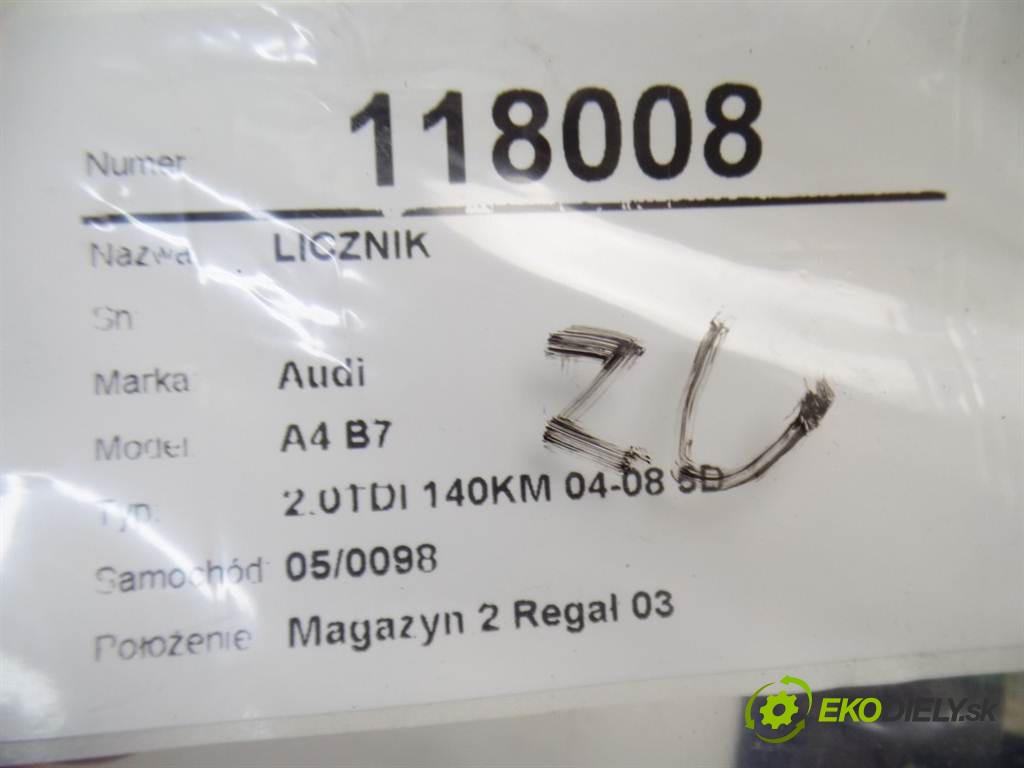 Numer: 118008
Nazwa: LICZNIK
Sn:
Marka: Audi
Model: A4 B7
Typ: 2.0TDI 140KM 04-08 5D
Samochód: 05/0098
Położenie: Magazyn 2 Regał 03
EKODIELY.sk